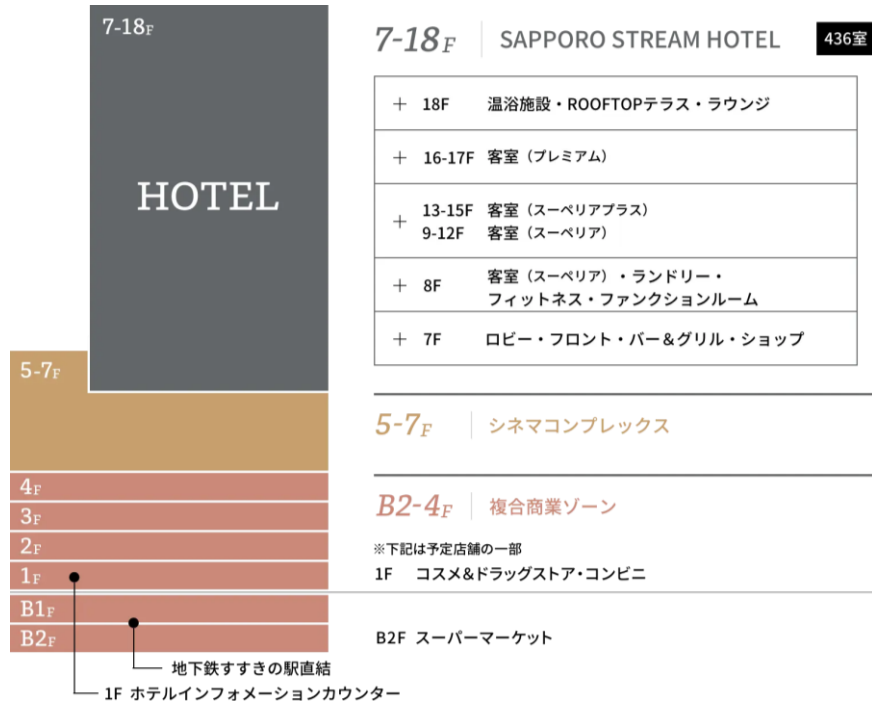 7-18F
HOTEL
5-7F
4F
3F
2F
1F
B1F
B2F
地下鉄すすきの駅直結
1F ホテルインフォメーションカウンター
7-18F SAPPORO STREAM HOTEL 436室
+ 18F 温浴施設・ROOFTOPテラス・ラウンジ
+ 16-17F 客室（プレミアム）
+ 13-15F 客室（スーペリアプラス）
9-12F 客室（スーペリア）
+ 8F 客室（スーペリア）・ランドリー・
フィットネス・ファンクションルーム
+ 7F ロビー・フロント・バー＆グリル・ショップ
5-7F シネマコンプレックス
B2-4F 複合商業ゾーン
※下記は予定店舗の一部
1F コスメ&ドラッグストア・コンビニ
B2F スーパーマーケット